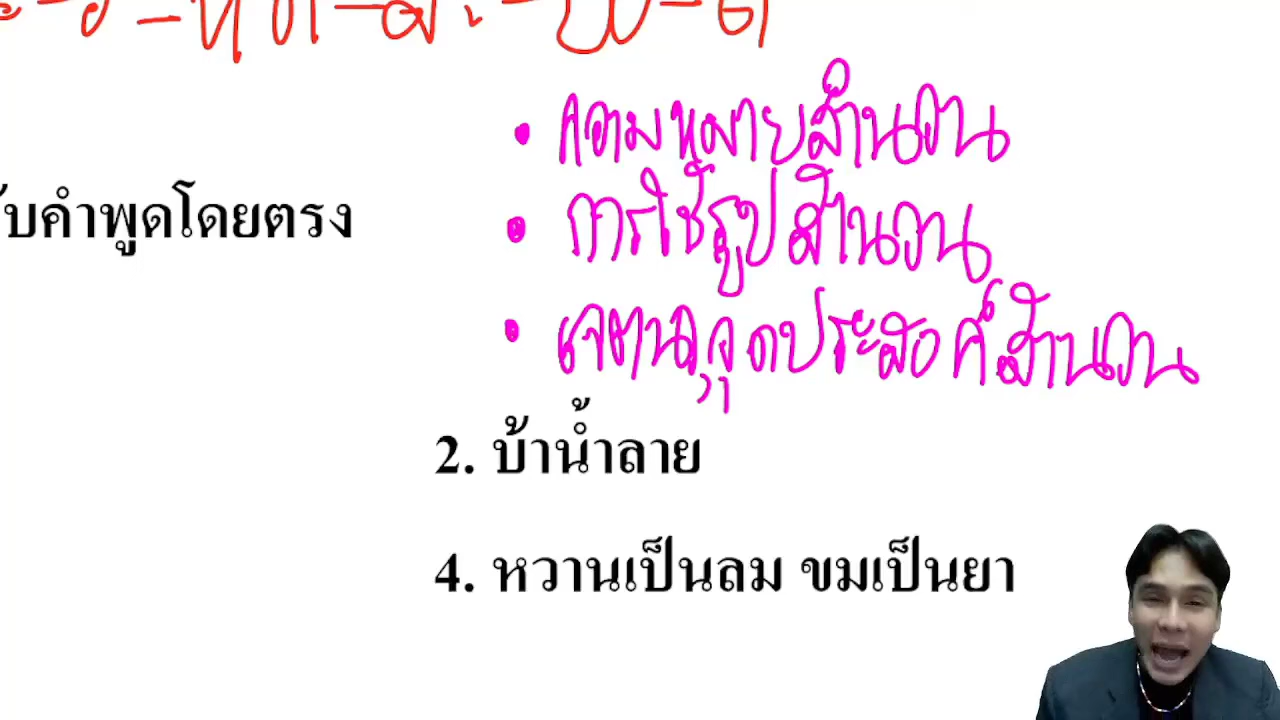 ความหมายสำนวน
การใช้รูปสำนวน
ับคำพูดโดยตรง
เจตนา,จุดประสงค์สำนวน
2. บ้าน้ำลาย
4. หวานเป็นลม ขมเป็นยา